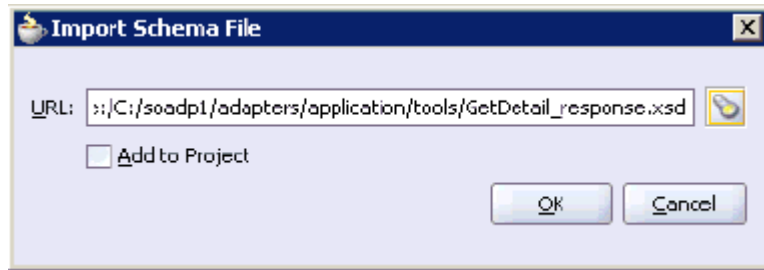 Import Schema File
URL: :/C:/soadp1/adapters/application/tools/GetDetail_response.xsd
Add to Project
OK Cancel